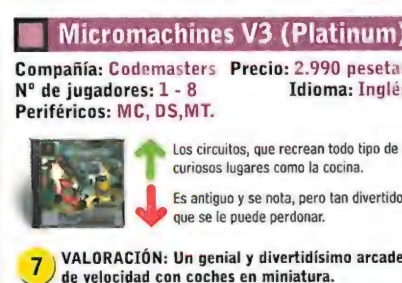 Micromachines V3 (Platinum)
Compañía: Codemasters Precio: 2.990 peseta
Nº de jugadores: 1 - 8 Idioma: Inglé
Periféricos: MC, DS,MT.
Los circuitos, que recrean todo tipo de
curiosos lugares como la cocina.
Es antiguo y se nota, pero tan divertido
que se le puede perdonar.
7 VALORACIÓN: Un genial y divertidísimo arcade
de velocidad con coches en miniatura.